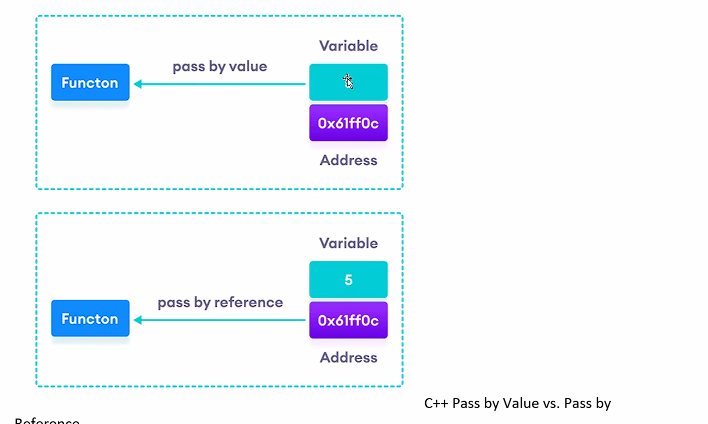 Variable
pass by value
Functon
0x61ff0c
Address
Variable
5
pass by reference
Functon
0x61ff0c
Address
C++ Pass by Value vs. Pass by
Reference